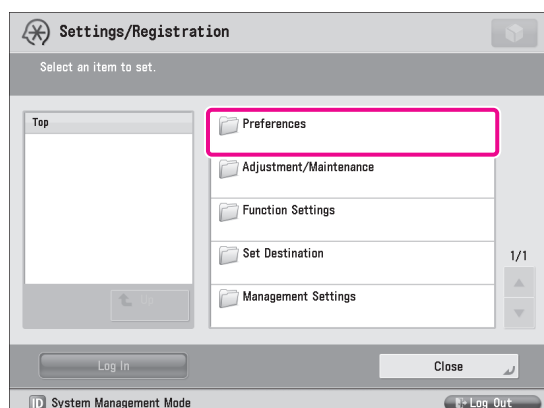 Settings/Registration
Select an item to set.
Top
Preferences
Adjustment/Maintenance
Function Settings
Set Destination
Management Settings
1/1
Up
Log In
Close
ID System Management Mode
Log Out